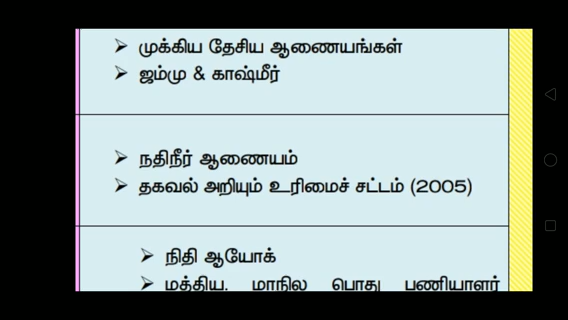 ➤ முக்கிய தேசிய ஆணையங்கள்
➤ ஜம்மு & காஷ்மீர்
➤ நதிநீர் ஆணையம்
➤ தகவல் அறியும் உரிமைச் சட்டம் (2005)
➤ நிதி ஆயோக்
➤ மத்திய, மாநில பொது பணியாளர்